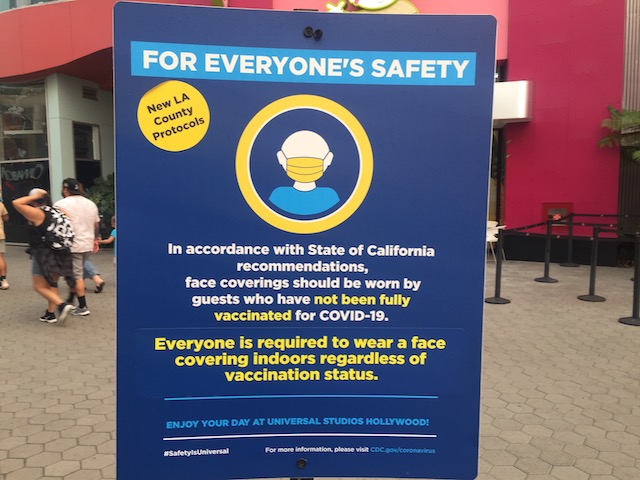 FOR EVERYONE'S SAFETY
New LA
County
Protocols
In accordance with State of California
recommendations,
face coverings should be worn by
guests who have not been fully
vaccinated for COVID-19.
Everyone is required to wear a face
covering indoors regardless of
vaccination status.
ENJOY YOUR DAY AT UNIVERSAL STUDIOS HOLLYWOOD!
#SafetyIsUniversal
For more information, please visit CDC.gov/coronavirus